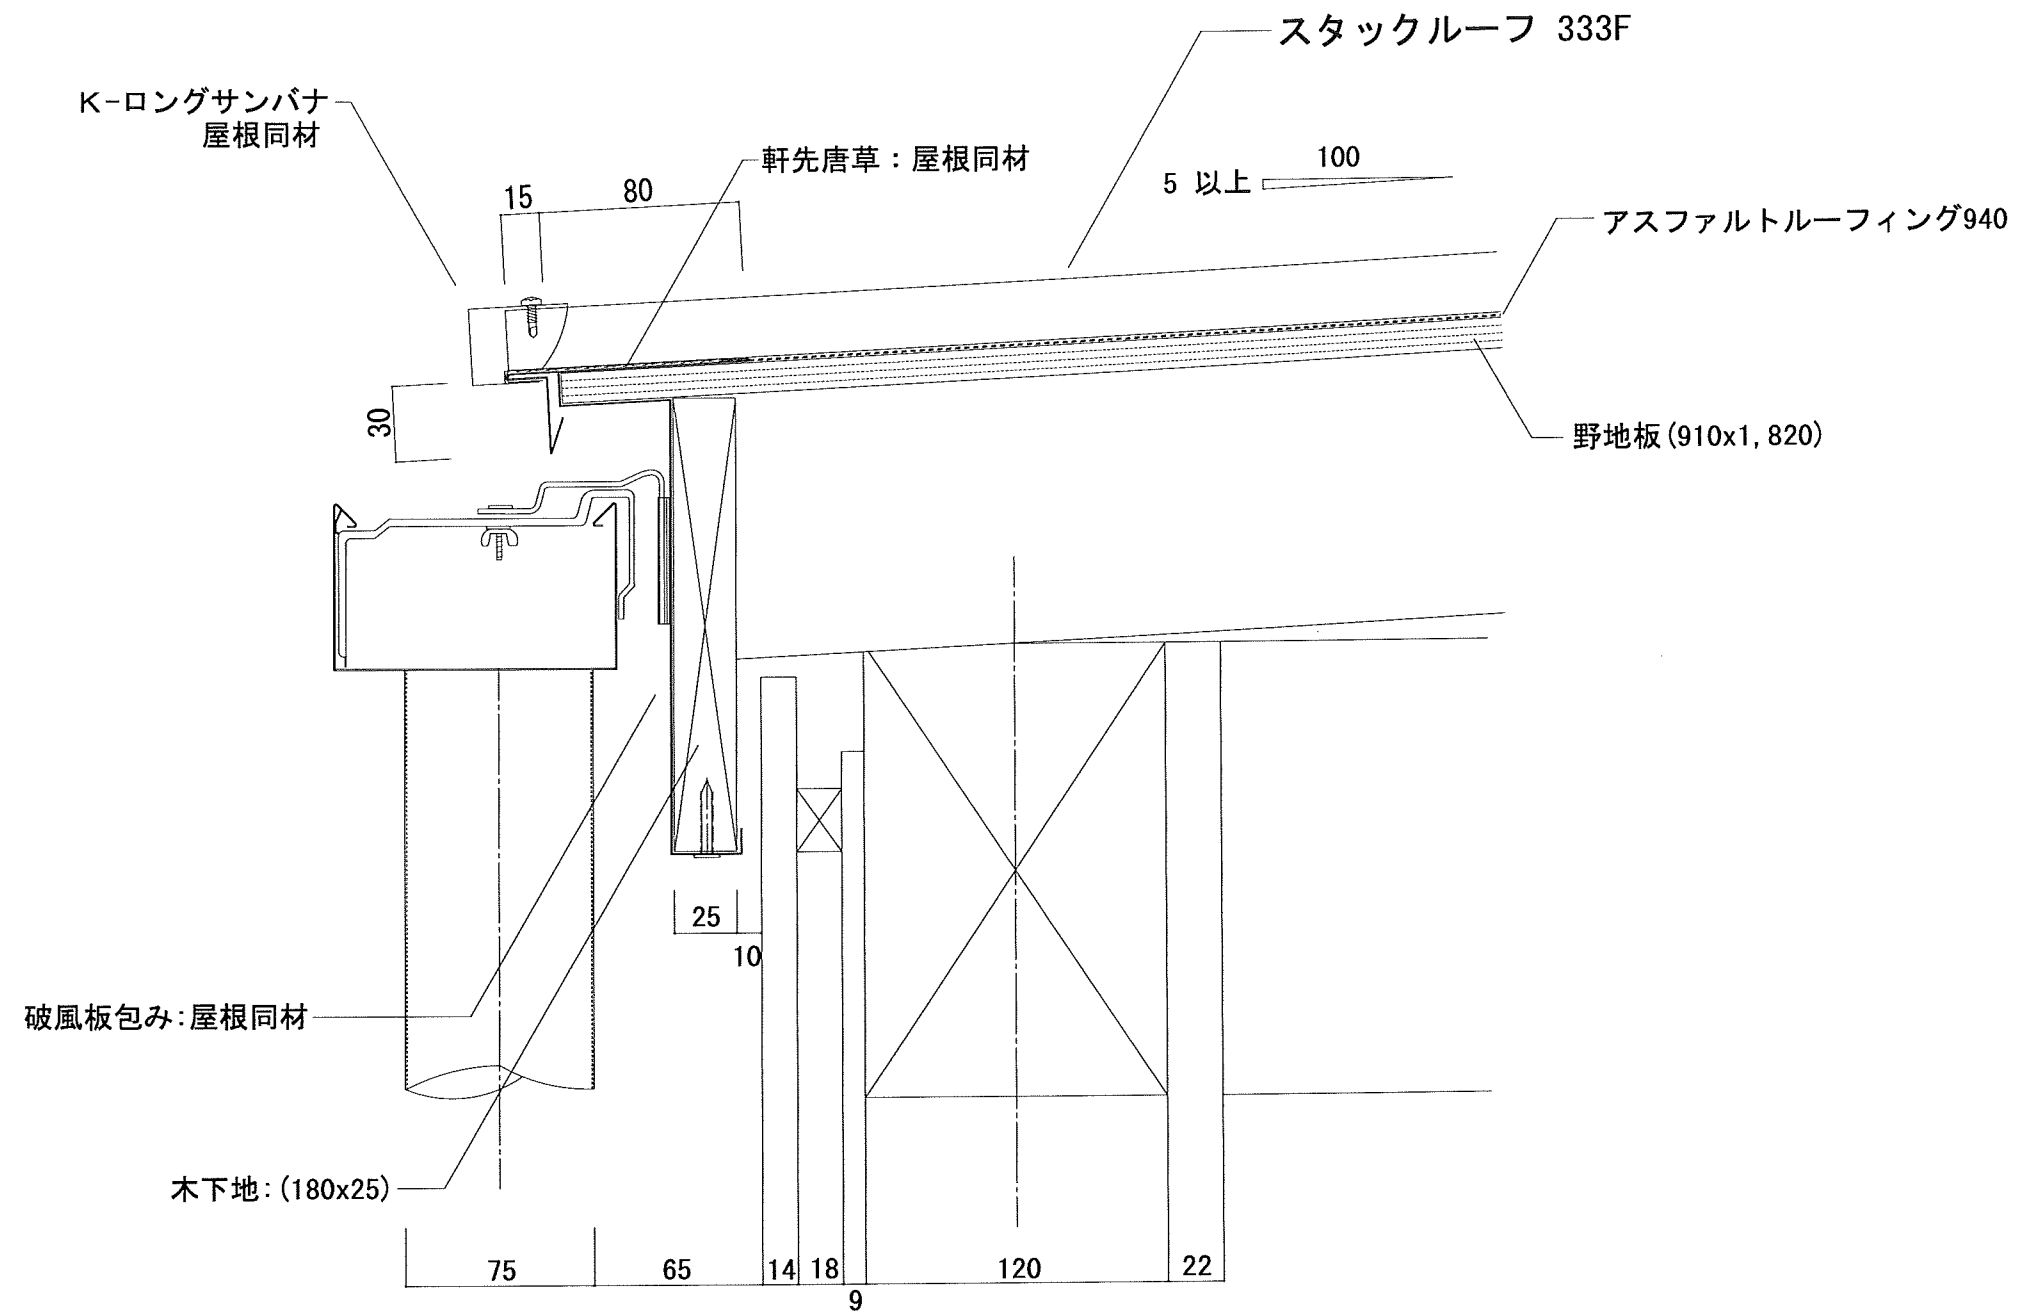 スタックルーフ 333F
K-ロングサンバナ
屋根同材
軒先唐草：屋根同材
100
5 以上
15
80
アスファルトルーフィング940
30
野地板(910x1,820)
25
10
破風板包み:屋根同材
木下地:(180x25)
75
65
14
18
9
120
22